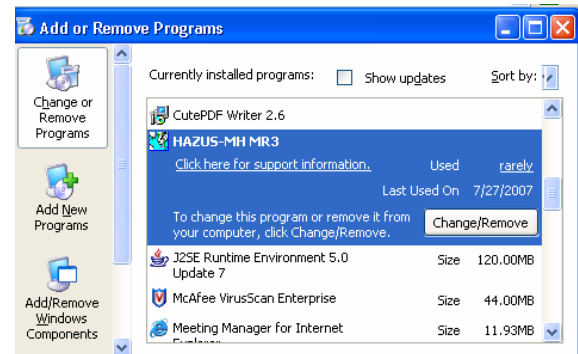 Add or Remove Programs
Change or
Remove
Programs
Add New
Programs
Add/Remove
Windows
Components
Currently installed programs:
Show updates
Sort by:
CutePDF Writer 2.6
HAZUS-MH MR3
Click here for support information.
Used
rarely
Last Used On
7/27/2007
To change this program or remove it from
your computer, click Change/Remove.
Change/Remove
J2SE Runtime Environment 5.0
Update 7
Size
120.00MB
McAfee VirusScan Enterprise
Size
44.00MB
Meeting Manager for Internet
Size
11.93MB